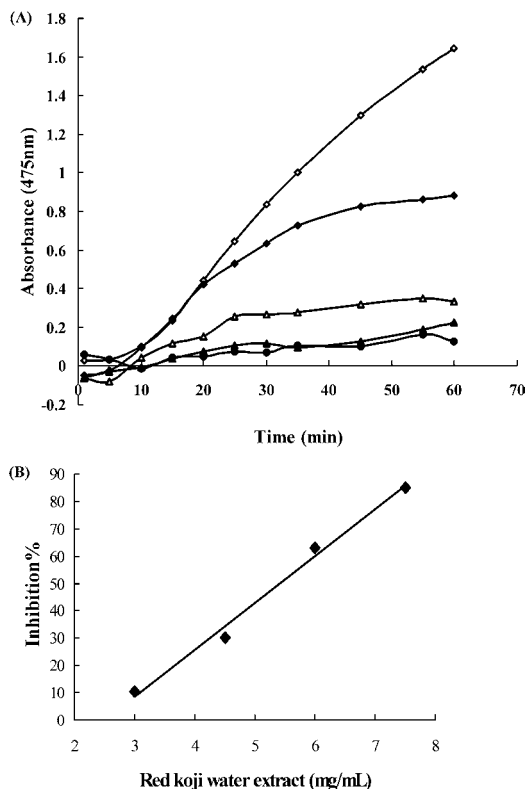 (A)
1.8
1.6
1.4
1.2
1
0.8
0.6
0.4
0.2
0
-0.2
Absorbance (475nm)
0 10 20 30 40 50 60 70
Time (min)
(B)
90
80
70
60
50
40
30
20
10
0
Inhibition%
2 3 4 5 6 7 8
Red koji water extract (mg/mL)